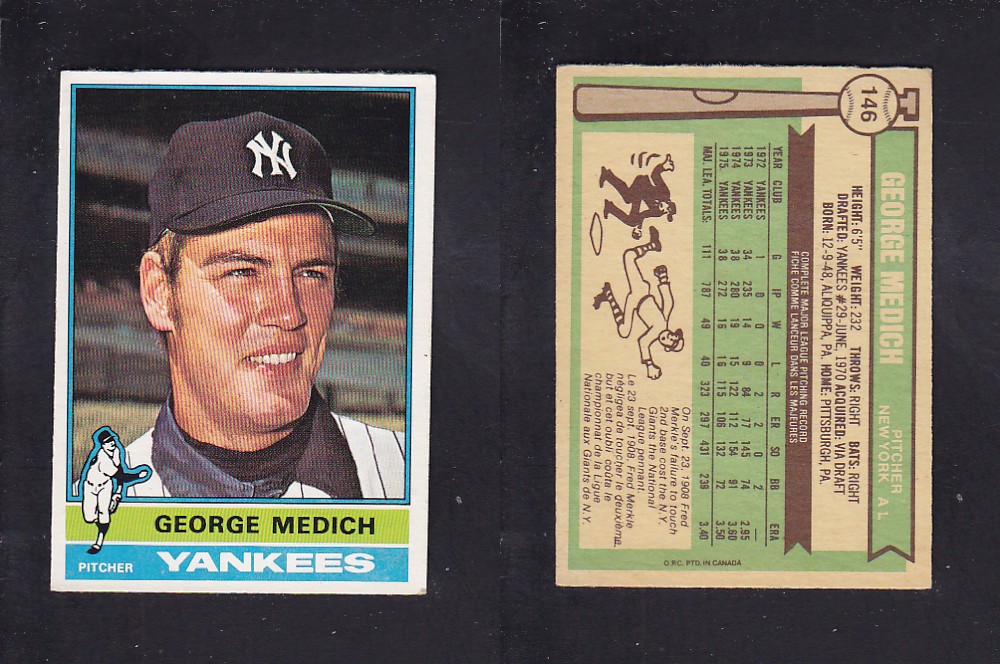 NY
GEORGE MEDICH
PITCHER YANKEES
146
GEORGE MEDICH
PITCHER
NEW YORK A L
HEIGHT: 6'5" WEIGHT: 232 THROWS: RIGHT BATS: RIGHT
DRAFTED: YANKEES #29-JUNE, 1970 ACQUIRED: VIA DRAFT
BORN: 12-9-48, ALIQUIPPA, PA. HOME: PITTSBURGH, PA.
COMPLETE MAJOR LEAGUE PITCHING RECORD
FICHE COMME LANCEUR DANS LES MAJEURES
YEAR CLUB G IP W L R ER SO BB ERA
1972 YANKEES 1 0 0 0 2 2 0 2 —
1973 YANKEES 34 235 14 9 84 77 145 74 2.95
1974 YANKEES 38 280 19 15 122 112 154 91 3.60
1975 YANKEES 38 272 16 16 115 106 132 72 3.50
MAJ. LEA. TOTALS: 111 787 49 40 323 297 431 239 3.40
On Sept. 23, 1908 Fred
Merkle's failure to touch
2nd base cost the N.Y.
Giants the National
League pennant.
Le 23 sept. 1908, Fred Merkle
négligea de toucher le deuxième
but et cet oubli coûta le
championnat de la Ligue
Nationale aux Giants de N.Y.
O.P.C. PTD. IN CANADA